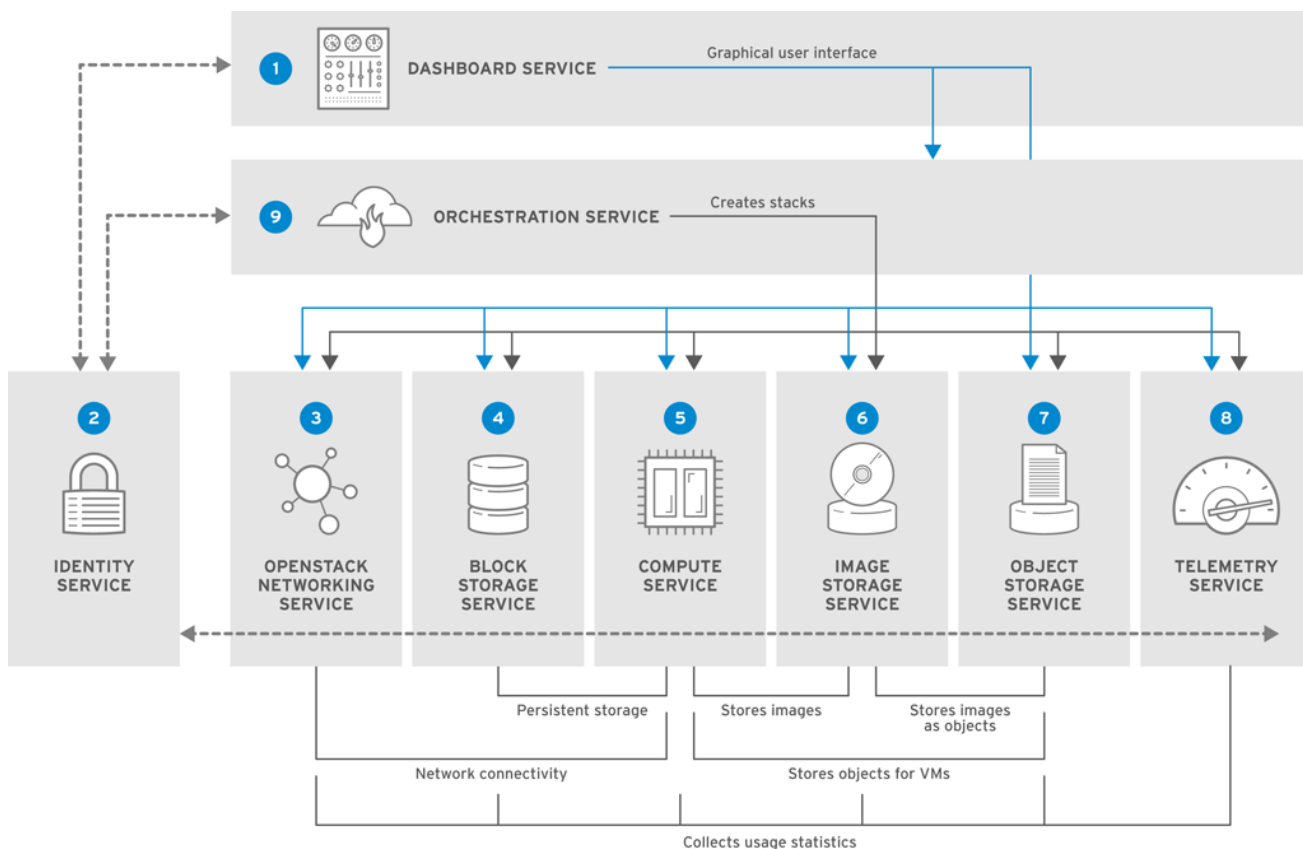 1
DASHBOARD SERVICE
Graphical user interface
9
ORCHESTRATION SERVICE
Creates stacks
2
IDENTITY
SERVICE
3
OPENSTACK
NETWORKING
SERVICE
4
BLOCK
STORAGE
SERVICE
5
COMPUTE
SERVICE
6
IMAGE
STORAGE
SERVICE
7
OBJECT
STORAGE
SERVICE
8
TELEMETRY
SERVICE
Persistent storage
Stores images
Stores images
as objects
Network connectivity
Stores objects for VMs
Collects usage statistics